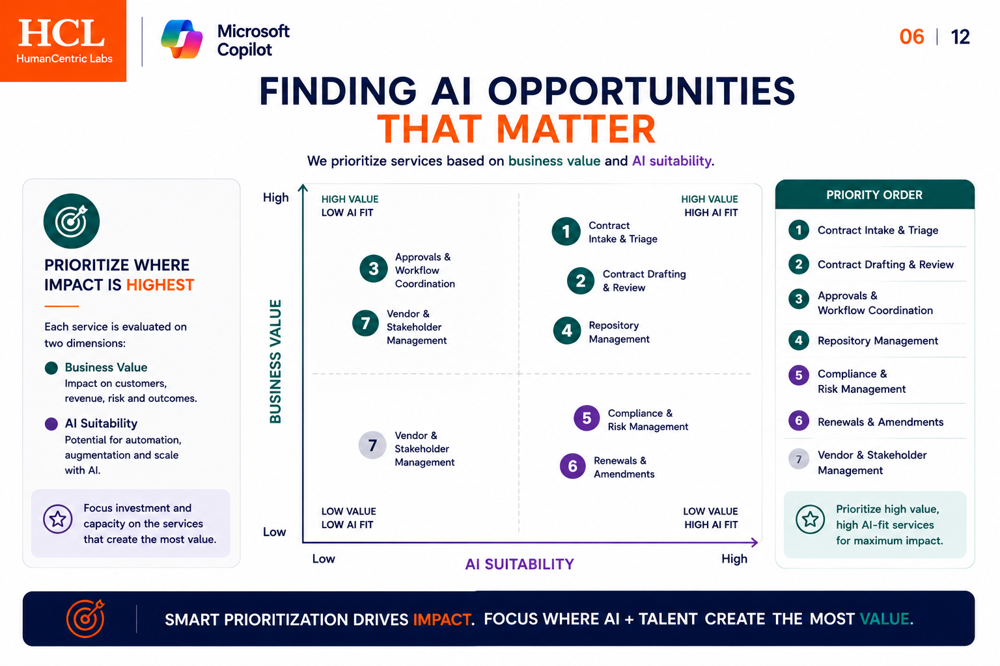 HCL
HumanCentric Labs
Microsoft
Copilot
06 | 12
FINDING AI OPPORTUNITIES
THAT MATTER
We prioritize services based on business value and AI suitability.
PRIORITIZE WHERE
IMPACT IS HIGHEST
Each service is evaluated on
two dimensions:
Business Value
Impact on customers,
revenue, risk and outcomes.
AI Suitability
Potential for automation,
augmentation and scale
with AI.
Focus investment and
capacity on the services
that create the most value.
High
BUSINESS VALUE
Low
HIGH VALUE
LOW AI FIT
3
Approvals &
Workflow
Coordination
7
Vendor &
Stakeholder
Management
HIGH VALUE
HIGH AI FIT
1
Contract
Intake & Triage
2
Contract Drafting
& Review
4
Repository
Management
7
Vendor &
Stakeholder
Management
LOW VALUE
LOW AI FIT
5
Compliance &
Risk Management
6
Renewals &
Amendments
LOW VALUE
HIGH AI FIT
Low
AI SUITABILITY
High
PRIORITY ORDER
1 Contract Intake & Triage
2 Contract Drafting & Review
3 Approvals &
Workflow Coordination
4 Repository Management
5 Compliance &
Risk Management
6 Renewals & Amendments
7 Vendor & Stakeholder
Management
Prioritize high value,
high AI-fit services
for maximum impact.
SMART PRIORITIZATION DRIVES IMPACT. FOCUS WHERE AI + TALENT CREATE THE MOST VALUE.